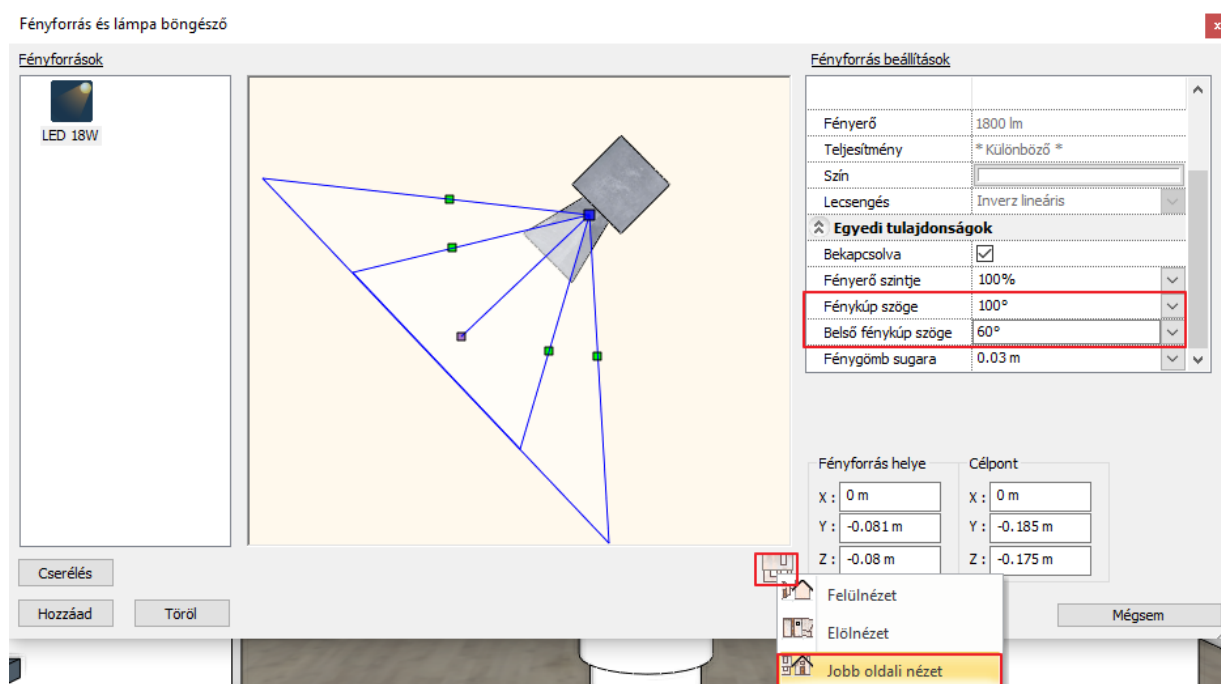 Fényforrás és lámpa böngésző
x
Fényforrások
LED 18W
Fényforrás beállítások
Fényerő 1800 lm
Teljesítmény * Különböző *
Szín
Lecsengés Inverz lineáris
Egyedi tulajdonságok
Bekapcsolva
Fényerő szintje 100%
Fénykúp szöge 100°
Belső fénykúp szöge 60°
Fénygömb sugara 0.03 m
Fényforrás helye Célpont
X : 0 m X : 0 m
Y : -0.081 m Y : -0.185 m
Z : -0.08 m Z : -0.175 m
Cserélés
Hozzáad Töröl
Mégsem
Felülnézet
Elölnézet
Jobb oldali nézet